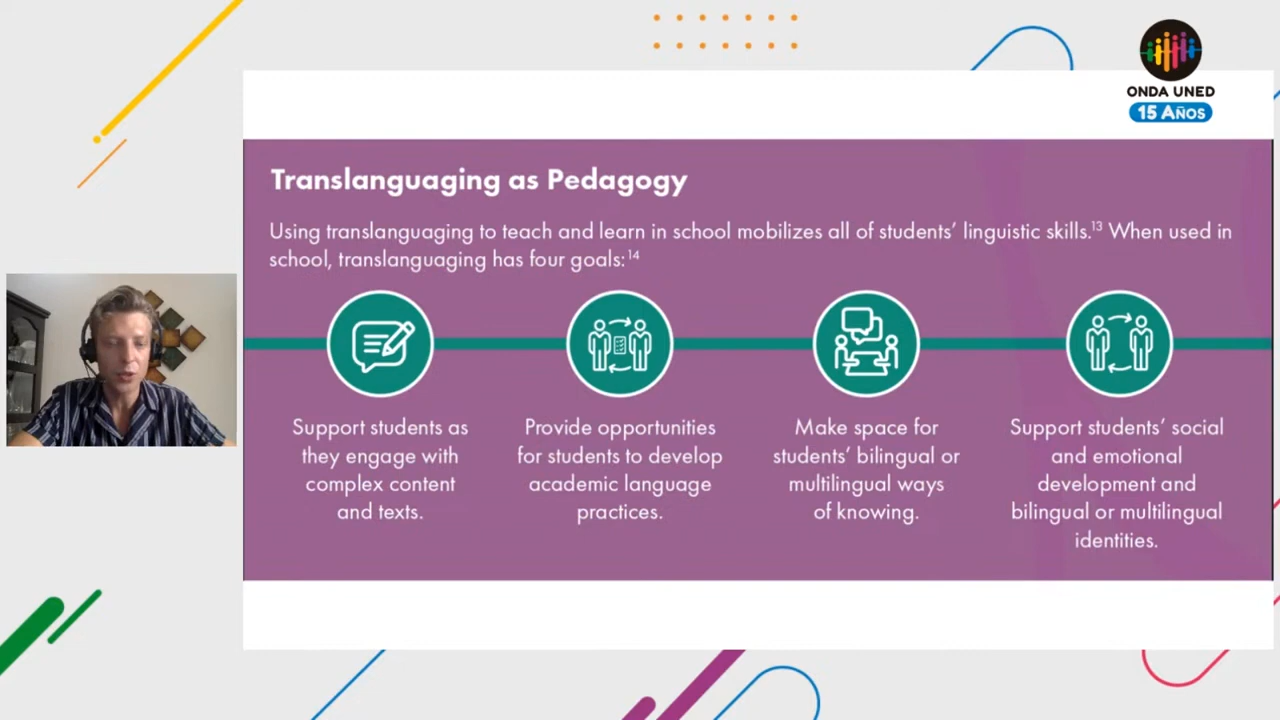 ONDA UNED
15 AÑOS
Translanguaging as Pedagogy
Using translanguaging to teach and learn in school mobilizes all of students' linguistic skills.¹³ When used in
school, translanguaging has four goals:¹⁴
Support students as
they engage with
complex content
and texts.
Provide opportunities
for students to develop
academic language
practices.
Make space for
students' bilingual or
multilingual ways
of knowing.
Support students' social
and emotional
development and
bilingual or multilingual
identities.